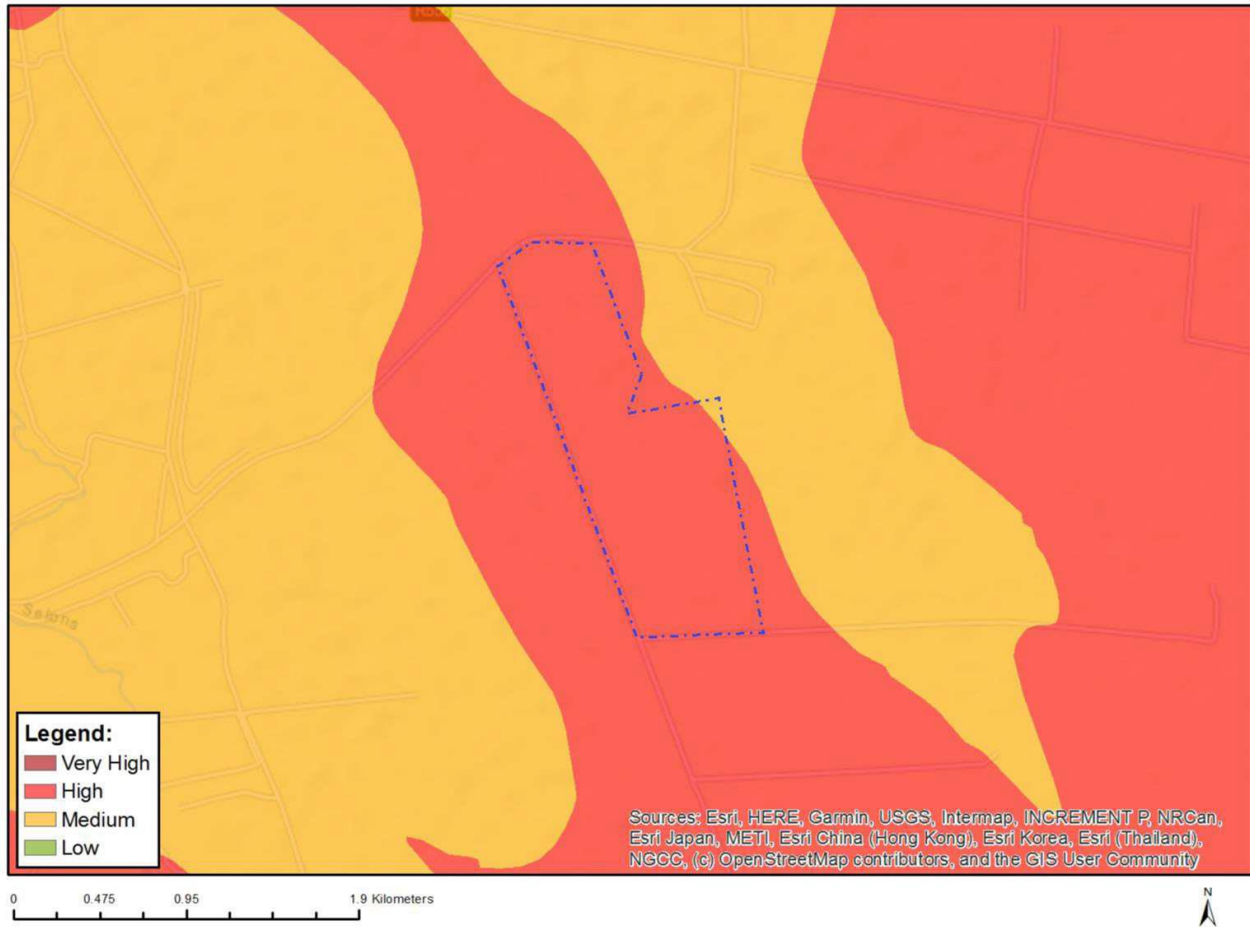 Salons
Legend:
Very High
High
Medium
Low
Sources: Esri, HERE, Garmin, USGS, Intermap, INCREMENT P, NRCan,
Esri Japan, METI, Esri China (Hong Kong), Esri Korea, Esri (Thailand),
NGCC, (c) OpenStreetMap contributors, and the GIS User Community
0 0.475 0.95 1.9 Kilometers
N